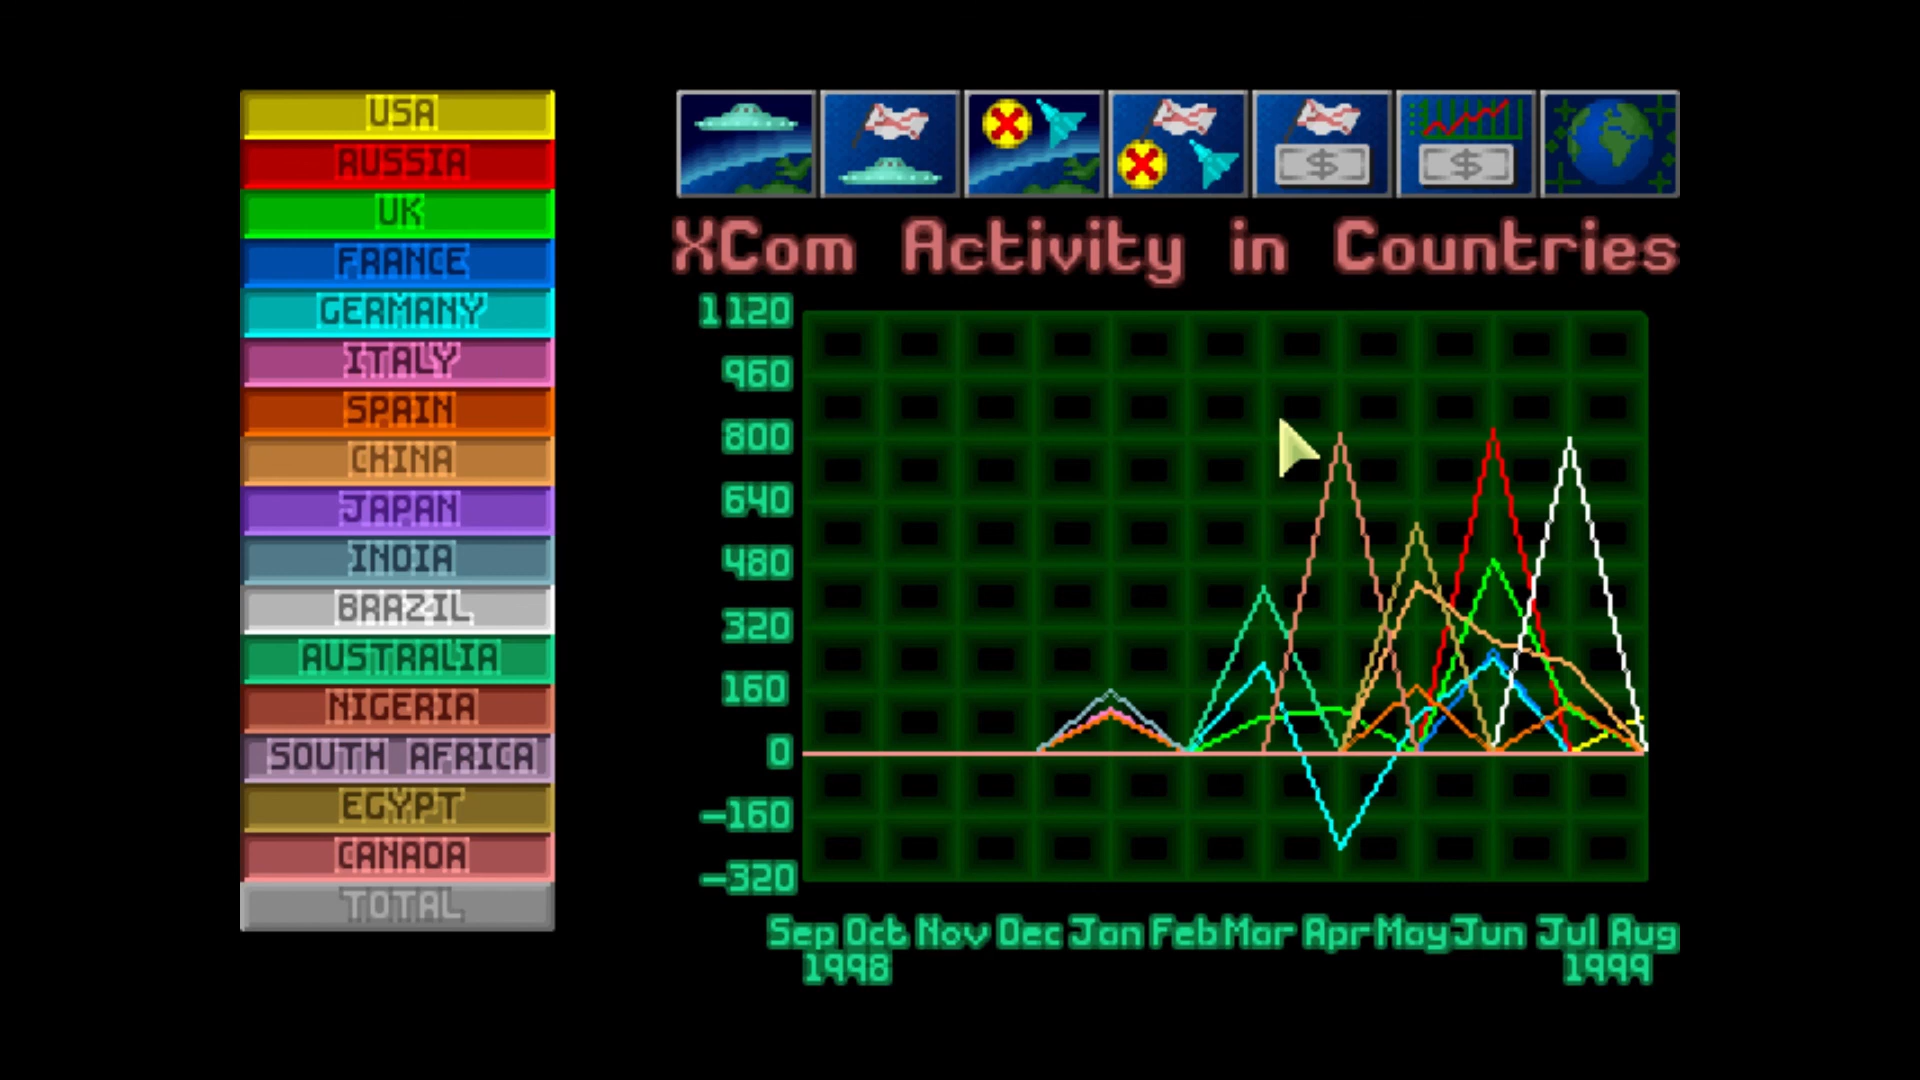 USA
RUSSIA
UK
FRANCE
GERMANY
ITALY
SPAIN
CHINA
JAPAN
INDIA
BRAZIL
AUSTRALIA
NIGERIA
SOUTH AFRICA
EGYPT
CANADA
TOTAL
$ $
XCom Activity in Countries
1120
960
800
640
480
320
160
0
-160
-320
Sep Oct Nov Dec Jan Feb Mar Apr May Jun Jul Aug
1998 1999